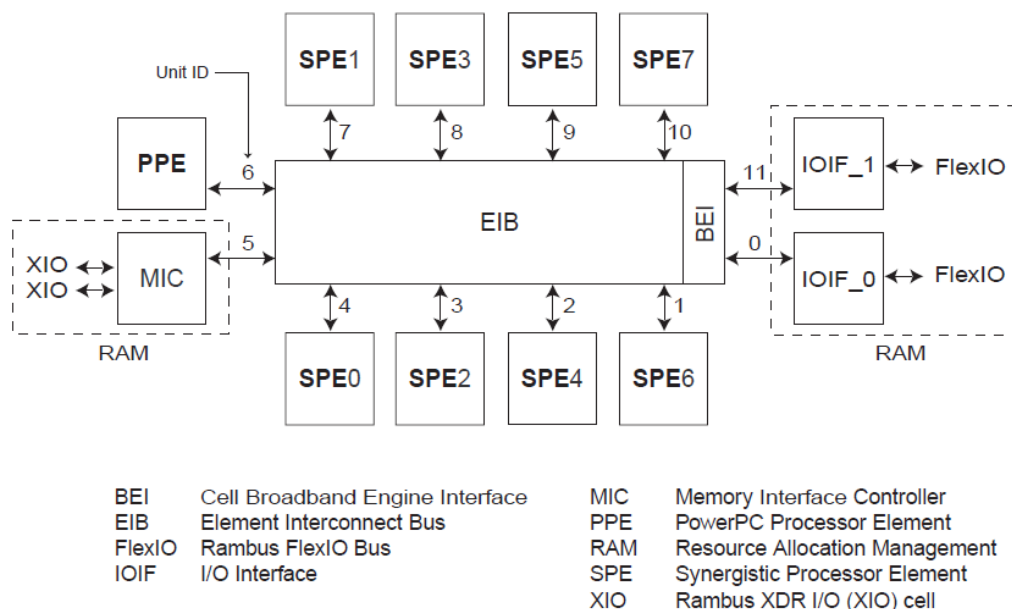 SPE1 SPE3 SPE5 SPE7
Unit ID
7 8 9 10
PPE
6
11
IOIF_1
FlexIO
EIB
BEI
5
0
XIO
XIO
MIC
IOIF_0
FlexIO
4 3 2 1
RAM
RAM
SPE0 SPE2 SPE4 SPE6
BEI Cell Broadband Engine Interface
EIB Element Interconnect Bus
FlexIO Rambus FlexIO Bus
IOIF I/O Interface
MIC Memory Interface Controller
PPE PowerPC Processor Element
RAM Resource Allocation Management
SPE Synergistic Processor Element
XIO Rambus XDR I/O (XIO) cell